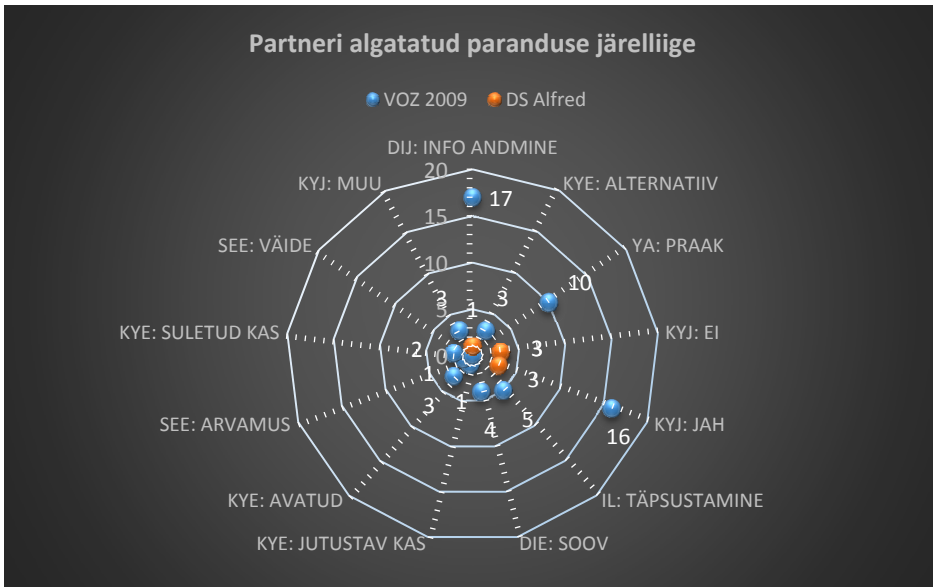 Partneri algatatud paranduse järelliige
VOZ 2009 DS Alfred
DIJ: INFO ANDMINE
KYJ: MUU 20 KYE: ALTERNATIIV
17
15
SEE: VÄIDE YA: PRAAK
10 10
3 3
5 1
KYE: SULETUD KAS 2 0 3 KYJ: EI
1 3
SEE: ARVAMUS 3 1 4 5 16 KYJ: JAH
KYE: AVATUD IL: TÄPSUSTAMINE
KYE: JUTUSTAV KAS DIE: SOOV